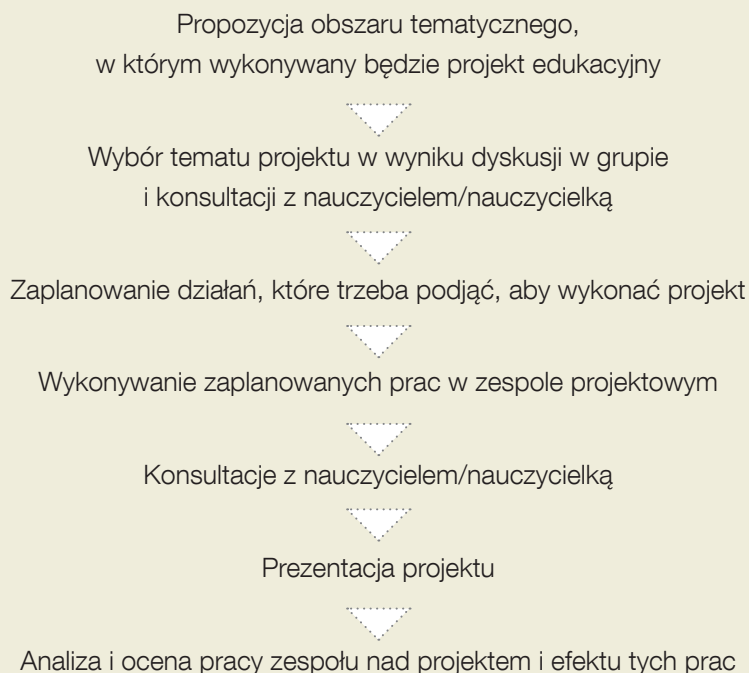 Propozycja obszaru tematycznego,
w którym wykonywany będzie projekt edukacyjny
Wybór tematu projektu w wyniku dyskusji w grupie
i konsultacji z nauczycielem/nauczycielką
Zaplanowanie działań, które trzeba podjąć, aby wykonać projekt
Wykonywanie zaplanowanych prac w zespole projektowym
Konsultacje z nauczycielem/nauczycielką
Prezentacja projektu
Analiza i ocena pracy zespołu nad projektem i efektu tych prac